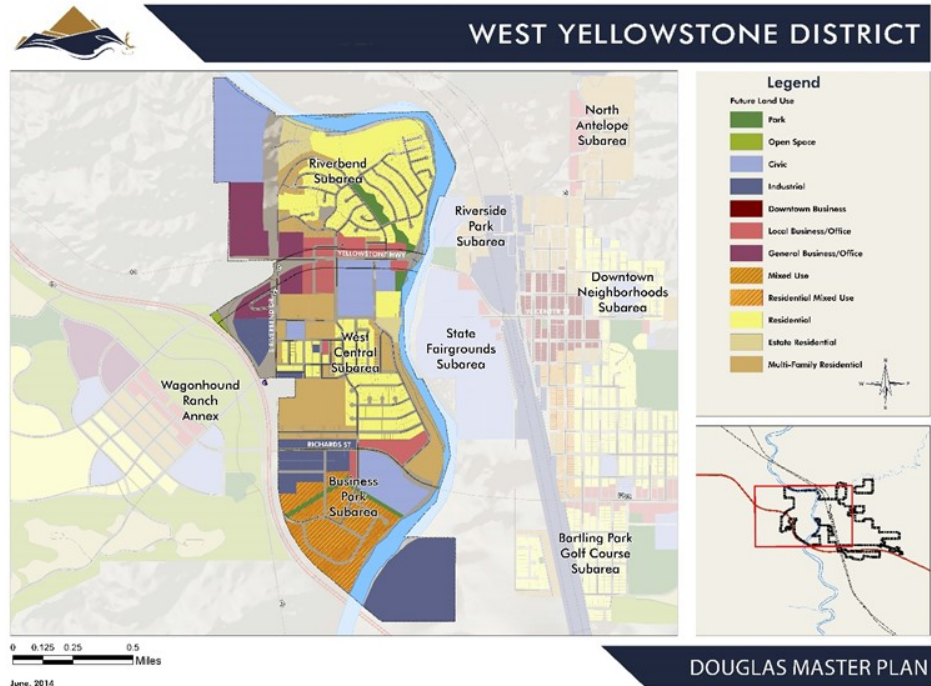 WEST YELLOWSTONE DISTRICT
Riverbend
Subarea
YELLOWSTONE HWY
West
Central
Subarea
RICHARDS ST
Business
Park
Subarea
Wagonhound
Ranch
Annex
North
Antelope
Subarea
Riverside
Park
Subarea
Downtown
Neighborhoods
Subarea
State
Fairgrounds
Subarea
Bartling Park
Golf Course
Subarea
Legend
Future Land Use
Park
Open Space
Civic
Industrial
Downtown Business
Local Business/Office
General Business/Office
Mixed Use
Residential Mixed Use
Residential
Estate Residential
Multi-Family Residential
0 0.125 0.25 0.5
Miles
June, 2014
DOUGLAS MASTER PLAN